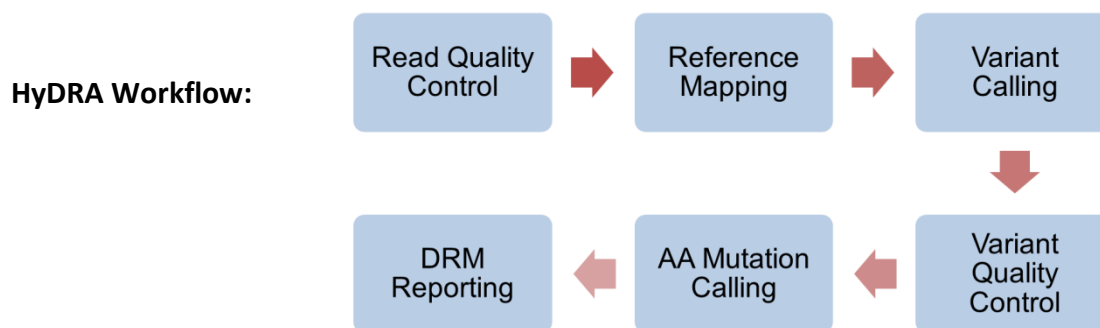 HyDRA Workflow:
Read Quality
Control
Reference
Mapping
Variant
Calling
Variant
Quality
Control
AA Mutation
Calling
DRM
Reporting